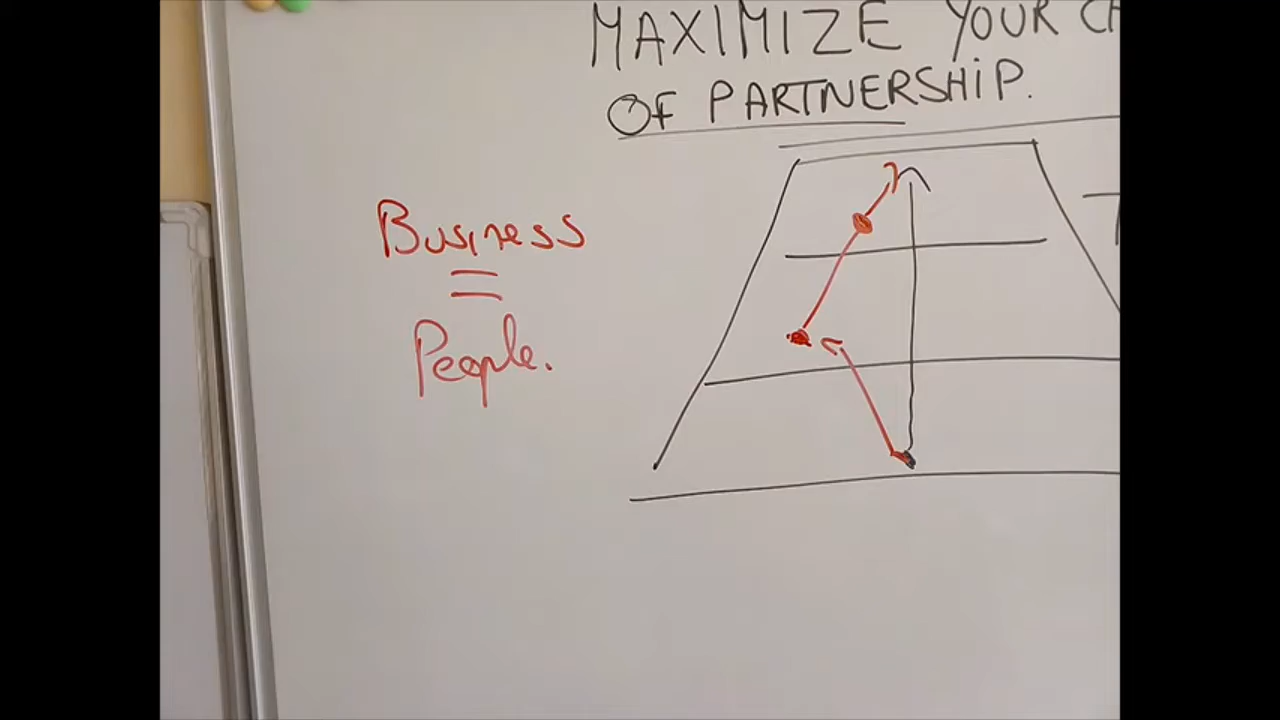 MAXIMIZE YOUR
OF PARTNERSHIP.
Business
=
People.